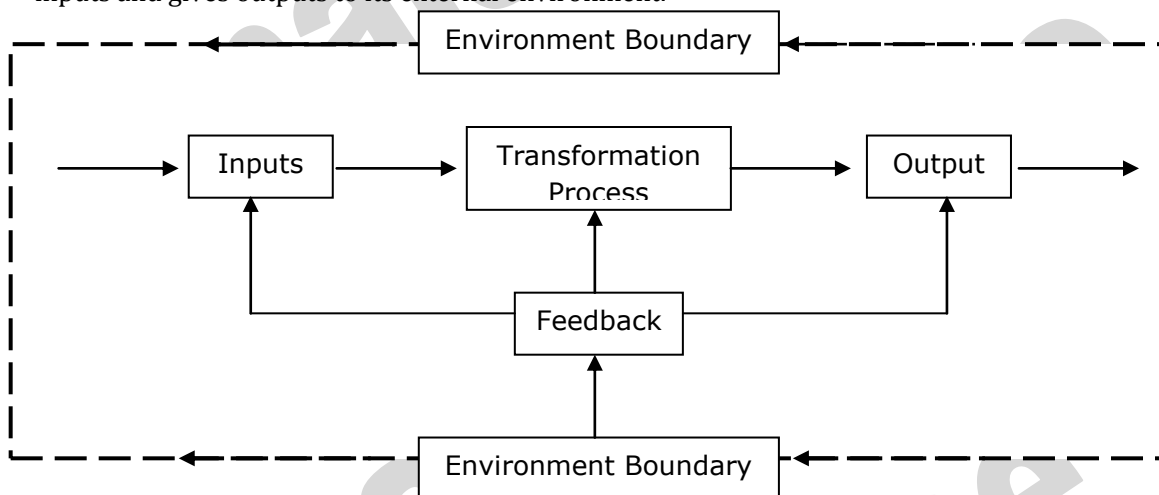 inputs and gives outputs to its external environment.
Environment Boundary
Inputs
Transformation
Process
Output
Feedback
Environment Boundary